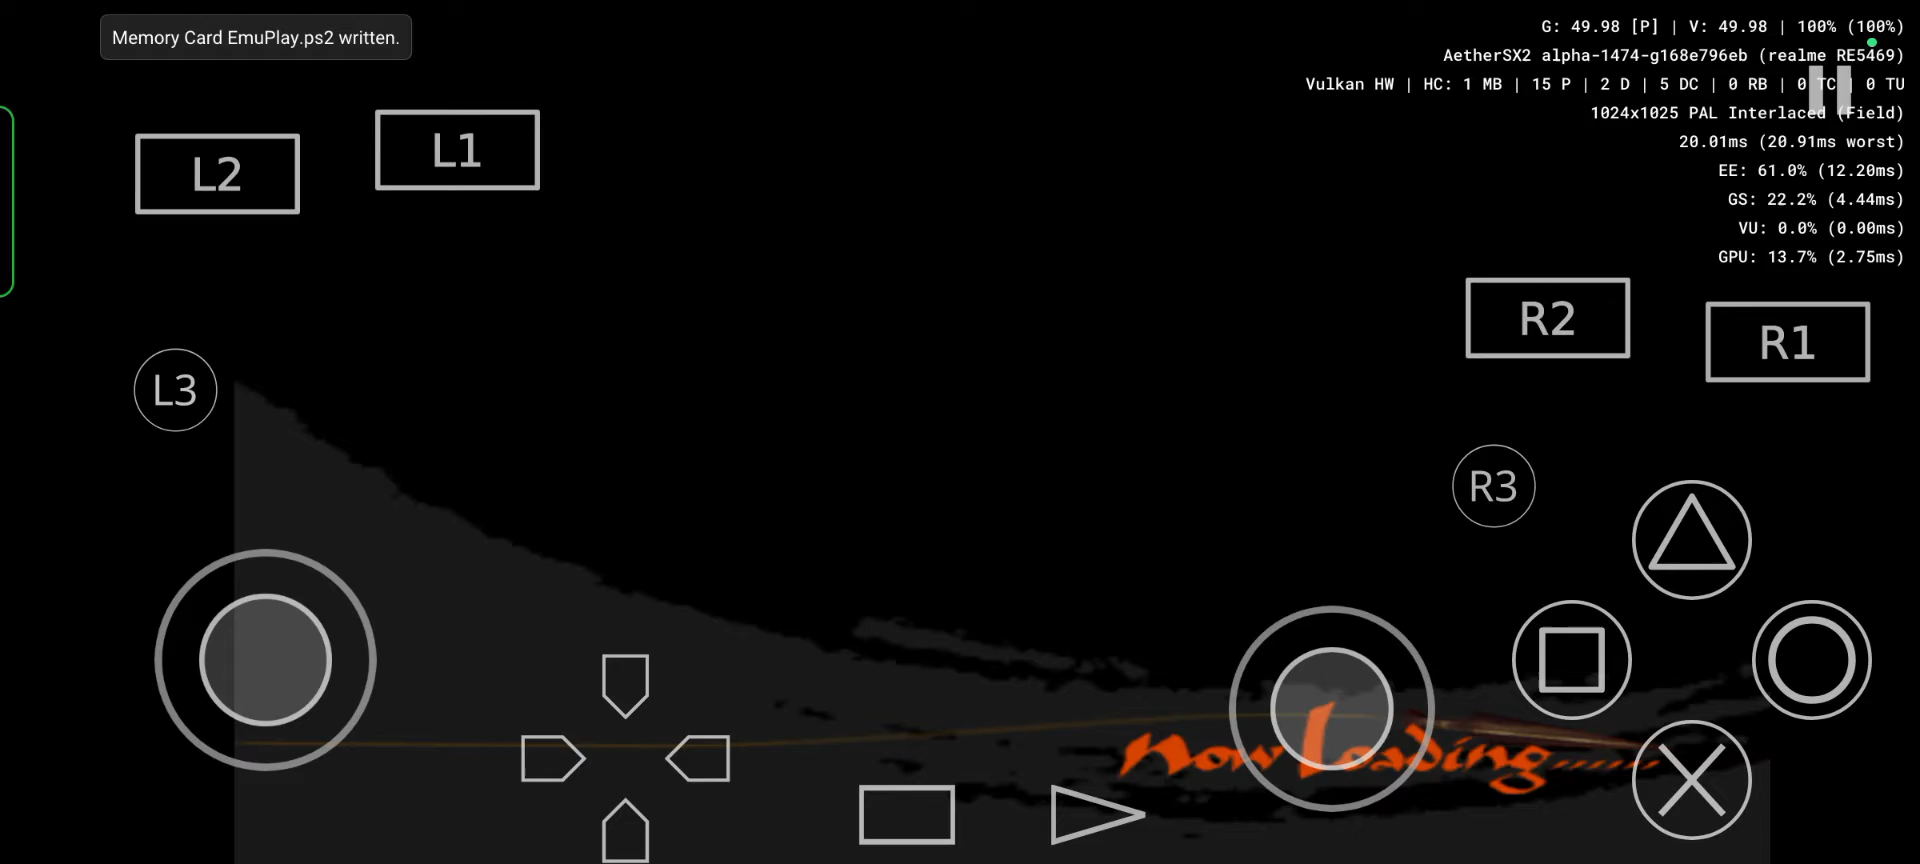 Memory Card EmuPlay.ps2 written.
G: 49.98 [P] | V: 49.98 | 100% (100%)
AetherSX2 alpha-1474-g168e796eb (realme RE5469)
Vulkan HW | HC: 1 MB | 15 P | 2 D | 5 DC | 0 RB | 0 TC | 0 TU
1024x1025 PAL Interlaced (Field)
20.01ms (20.91ms worst)
EE: 61.0% (12.20ms)
GS: 22.2% (4.44ms)
VU: 0.0% (0.00ms)
GPU: 13.7% (2.75ms)
L2
L1
R2
R1
L3
R3
Now Loading......